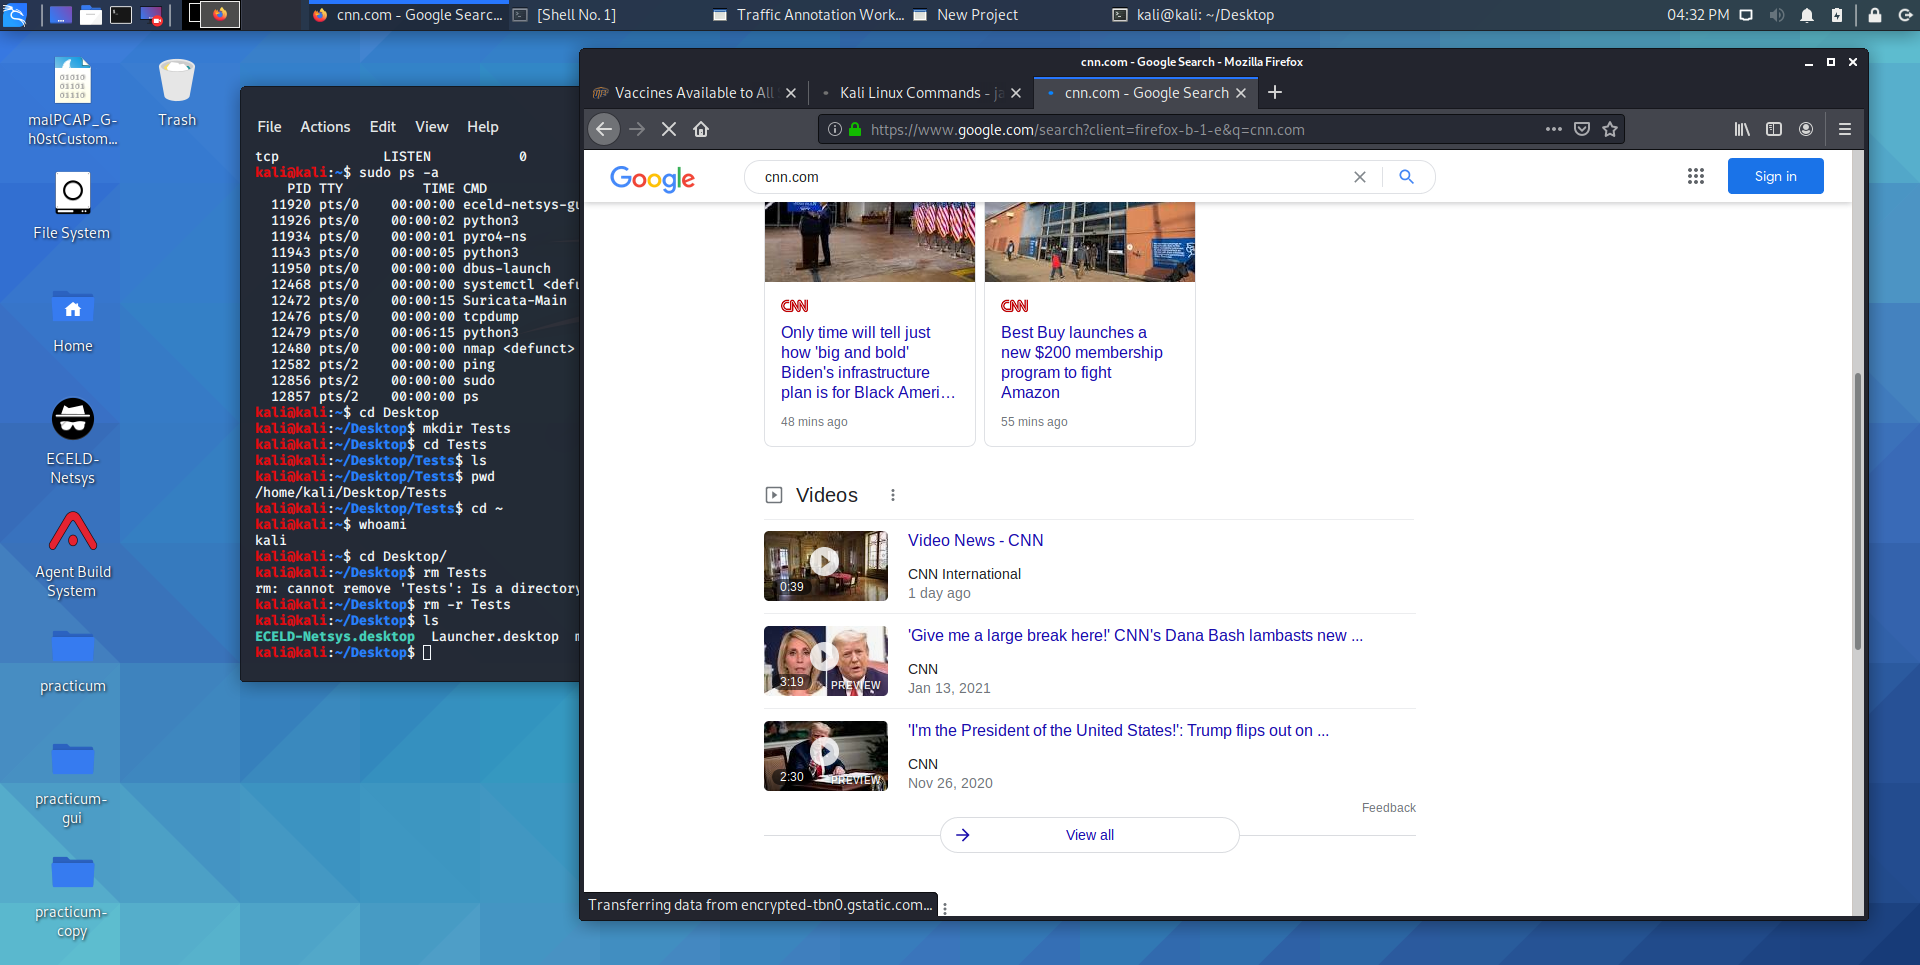 cnn.com - Google Searc...
[Shell No. 1]
Traffic Annotation Work...
New Project
kali@kali: ~/Desktop
04:32 PM
01010
01110
malPCAP_G-
h0stCustom...
Trash
File System
Home
ECELD-
Netsys
Agent Build
System
practicum
practicum-
gui
practicum-
copy
File Actions Edit View Help
tcp LISTEN 0
kali@kali:~$ sudo ps -a
PID TTY TIME CMD
11920 pts/0 00:00:00 eceld-netsys-gu
11926 pts/0 00:00:02 python3
11934 pts/0 00:00:01 pyro4-ns
11943 pts/0 00:00:05 python3
11950 pts/0 00:00:00 dbus-launch
12468 pts/0 00:00:00 systemctl <defu
12472 pts/0 00:00:15 Suricata-Main
12476 pts/0 00:00:00 tcpdump
12479 pts/0 00:06:15 python3
12480 pts/0 00:00:00 nmap <defunct>
12582 pts/2 00:00:00 ping
12856 pts/2 00:00:00 sudo
12857 pts/2 00:00:00 ps
kali@kali:~$ cd Desktop
kali@kali:~/Desktop$ mkdir Tests
kali@kali:~/Desktop$ cd Tests
kali@kali:~/Desktop/Tests$ ls
kali@kali:~/Desktop/Tests$ pwd
/home/kali/Desktop/Tests
kali@kali:~/Desktop/Tests$ cd ~
kali@kali:~$ whoami
kali
kali@kali:~$ cd Desktop/
kali@kali:~/Desktop$ rm Tests
rm: cannot remove 'Tests': Is a directory
kali@kali:~/Desktop$ rm -r Tests
kali@kali:~/Desktop$ ls
ECELD-Netsys.desktop Launcher.desktop m
kali@kali:~/Desktop$
cnn.com - Google Search - Mozilla Firefox
Vaccines Available to All
Kali Linux Commands - ja
cnn.com - Google Search
https://www.google.com/search?client=firefox-b-1-e&q=cnn.com
Google
cnn.com
Sign in
CNN
Only time will tell just
how 'big and bold'
Biden's infrastructure
plan is for Black Ameri...
48 mins ago
CNN
Best Buy launches a
new $200 membership
program to fight
Amazon
55 mins ago
Videos
0:39
Video News - CNN
CNN International
1 day ago
3:19
PREVIEW
'Give me a large break here!' CNN's Dana Bash lambasts new ...
CNN
Jan 13, 2021
2:30
PREVIEW
'I'm the President of the United States!': Trump flips out on ...
CNN
Nov 26, 2020
Feedback
View all
Transferring data from encrypted-tbn0.gstatic.com...